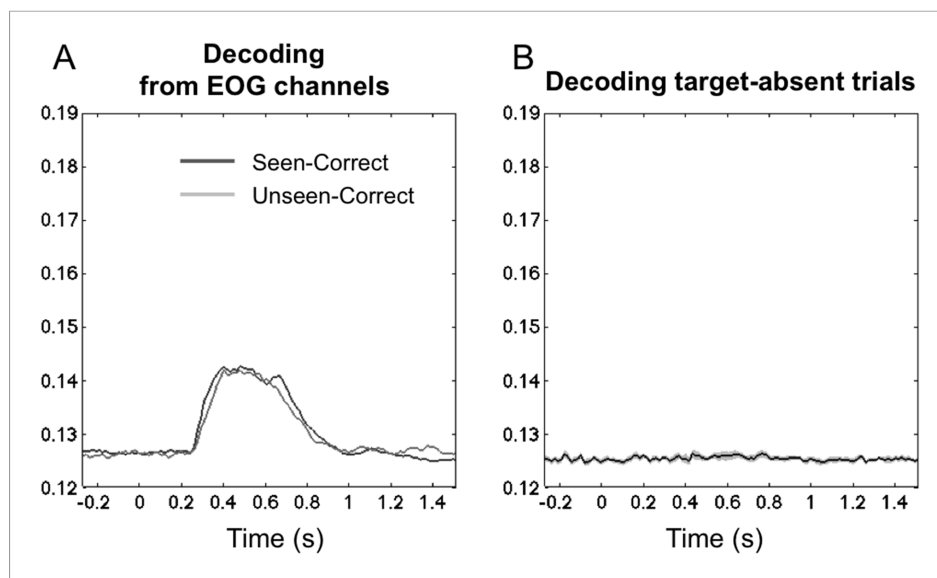 A
Decoding
from EOG channels
0.19
0.18
0.17
0.16
0.15
0.14
0.13
0.12
Seen-Correct
Unseen-Correct
-0.2 0 0.2 0.4 0.6 0.8 1 1.2 1.4
Time (s)
B
Decoding target-absent trials
0.19
0.18
0.17
0.16
0.15
0.14
0.13
0.12
-0.2 0 0.2 0.4 0.6 0.8 1 1.2 1.4
Time (s)